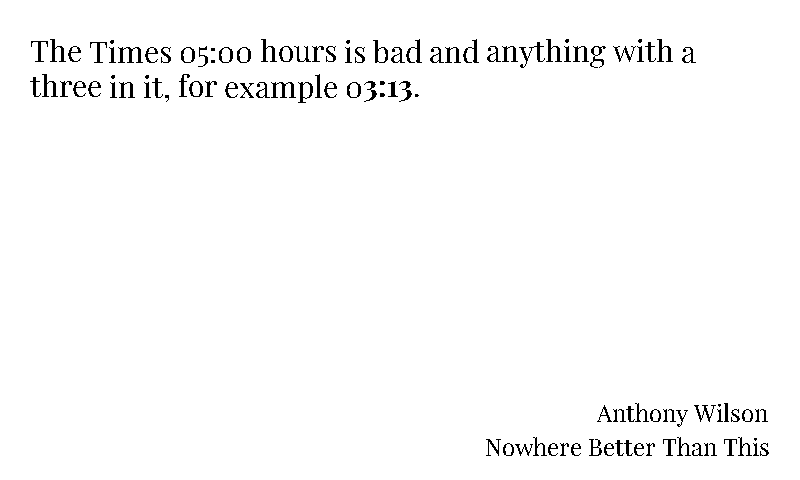 The Times 05:00 hours is bad and anything with a
three in it, for example 03:13.
Anthony Wilson
Nowhere Better Than This